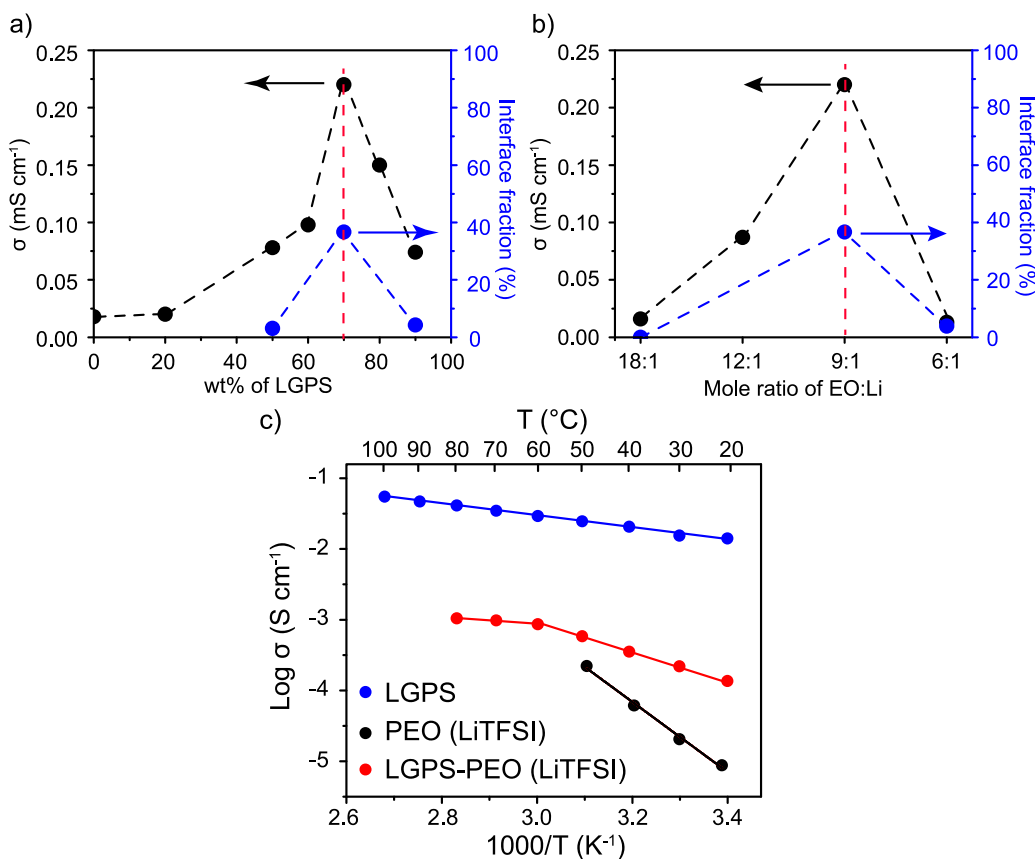 a)
0.25
0.20
0.15
0.10
0.05
0.00
σ (mS cm⁻¹)
100
80
60
40
20
0
Interface fraction (%)
0 20 40 60 80 100
wt% of LGPS
b)
0.25
0.20
0.15
0.10
0.05
0.00
σ (mS cm⁻¹)
100
80
60
40
20
0
Interface fraction (%)
18:1 12:1 9:1 6:1
Mole ratio of EO:Li
c)
T (°C)
100 90 80 70 60 50 40 30 20
-1
-2
-3
-4
-5
Log σ (S cm⁻¹)
LGPS
PEO (LiTFSI)
LGPS-PEO (LiTFSI)
2.6 2.8 3.0 3.2 3.4
1000/T (K⁻¹)